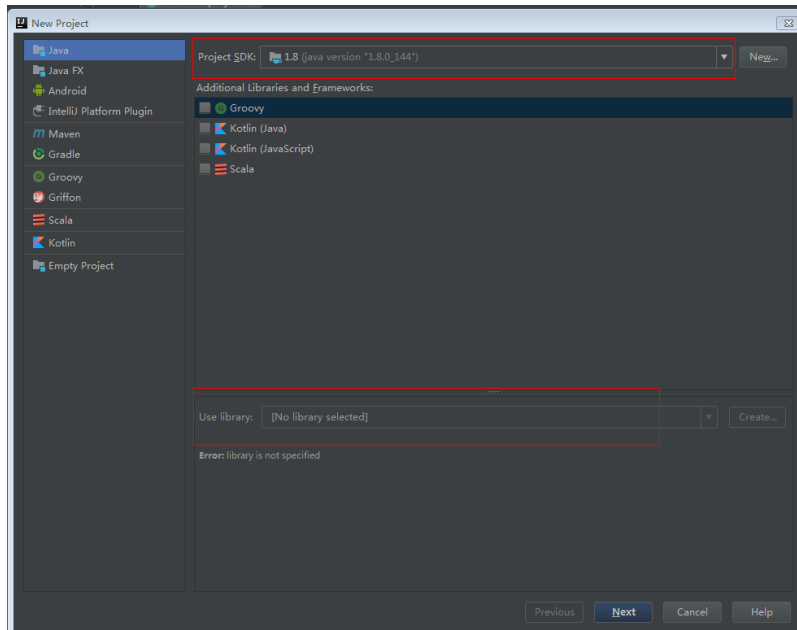 New Project
Java
Java FX
Android
IntelliJ Platform Plugin
Maven
Gradle
Groovy
Griffon
Scala
Kotlin
Empty Project
Project SDK: 1.8 (java version "1.8.0_144") New...
Additional Libraries and Frameworks:
Groovy
Kotlin (Java)
Kotlin (JavaScript)
Scala
Use library: [No library selected] Create...
Error: library is not specified
Previous Next Cancel Help